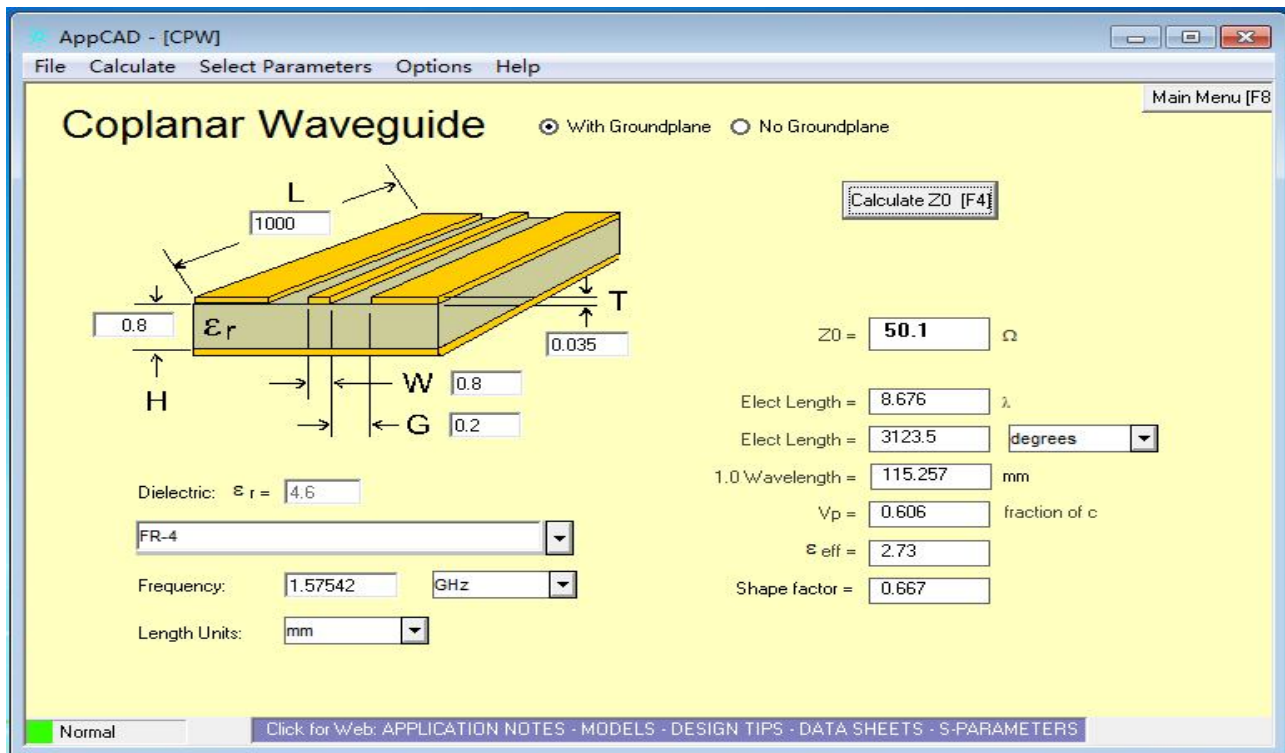 AppCAD - [CPW]
File Calculate Select Parameters Options Help
Main Menu [F8
Coplanar Waveguide With Groundplane No Groundplane
L
1000
Calculate Z0 [F4]
T
0.8
εr
0.035
H
W 0.8
G 0.2
Z0 = 50.1 Ω
Elect Length = 8.676 λ
Elect Length = 3123.5 degrees
1.0 Wavelength = 115.257 mm
Vp = 0.606 fraction of c
ε eff = 2.73
Shape factor = 0.667
Dielectric: ε r = 4.6
FR-4
Frequency: 1.57542 GHz
Length Units: mm
Normal
Click for Web: APPLICATION NOTES - MODELS - DESIGN TIPS - DATA SHEETS - S-PARAMETERS